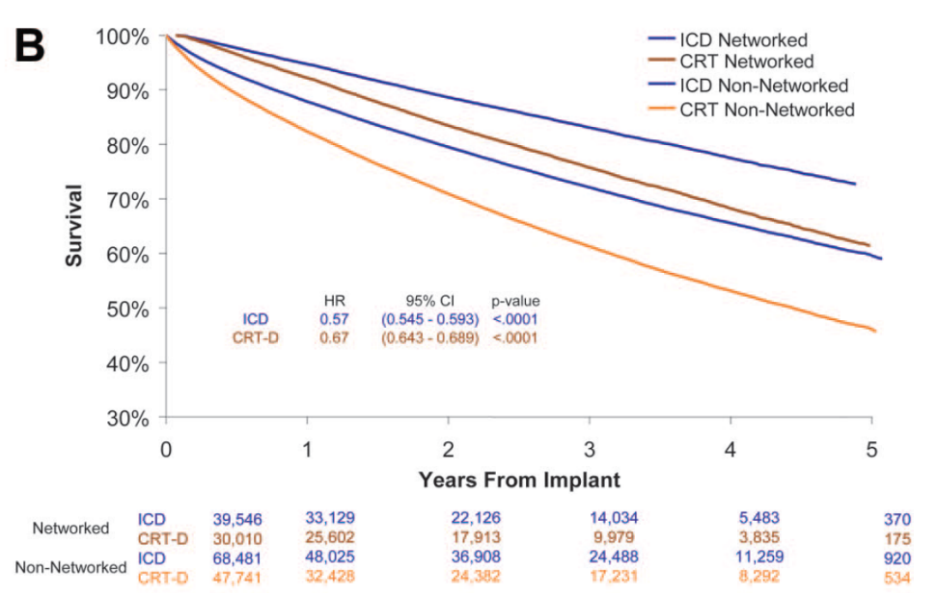 B
100%
90%
80%
70%
60%
50%
40%
30%
Survival
ICD Networked
CRT Networked
ICD Non-Networked
CRT Non-Networked
HR 95% CI p-value
ICD 0.57 (0.545 - 0.593) <.0001
CRT-D 0.67 (0.643 - 0.689) <.0001
0 1 2 3 4 5
Years From Implant
Networked
ICD 39,546 33,129 22,126 14,034 5,483 370
CRT-D 30,010 25,602 17,913 9,979 3,835 175
Non-Networked
ICD 68,481 48,025 36,908 24,488 11,259 920
CRT-D 47,741 32,428 24,382 17,231 8,292 534